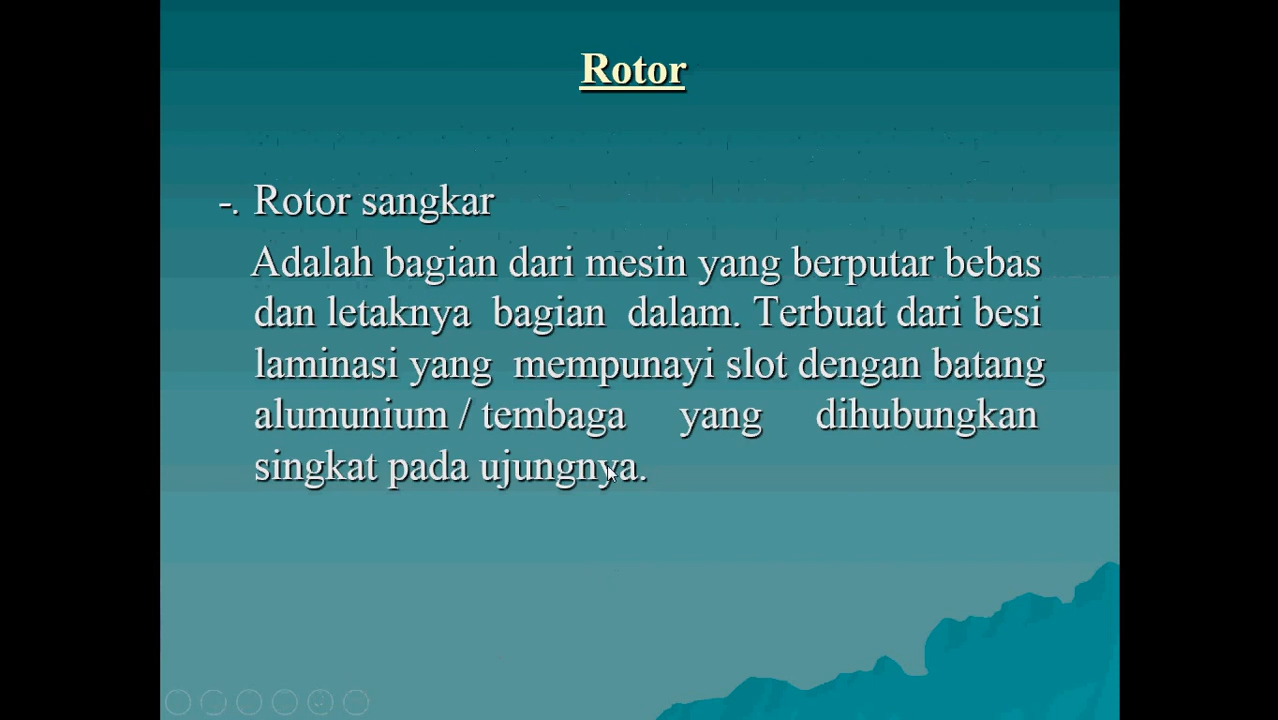 Rotor
-. Rotor sangkar
Adalah bagian dari mesin yang berputar bebas
dan letaknya bagian dalam. Terbuat dari besi
laminasi yang mempunayi slot dengan batang
alumunium / tembaga yang dihubungkan
singkat pada ujungnya.